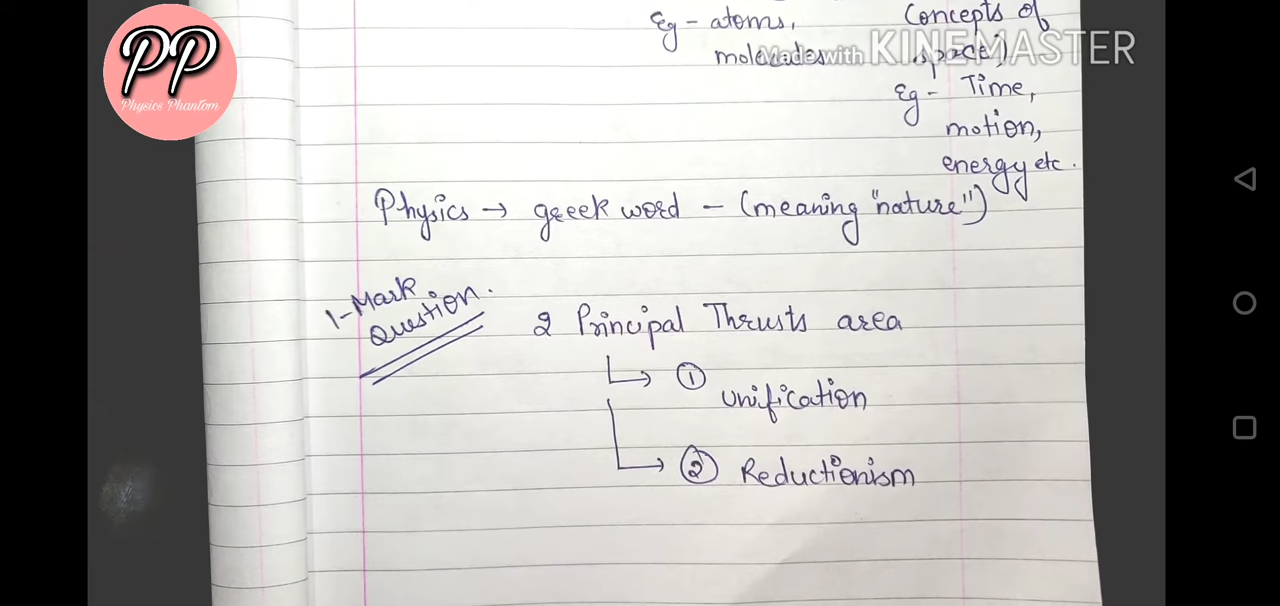 PP
Physics Phantom
Eg - atoms,
molecules
Concepts of
space)
Made with KINEMASTER
Eg - Time,
motion,
energy etc.
Physics → greek word - (meaning "nature")
1-Mark
Question.
2 Principal Thrusts area
① unification
② Reductionism